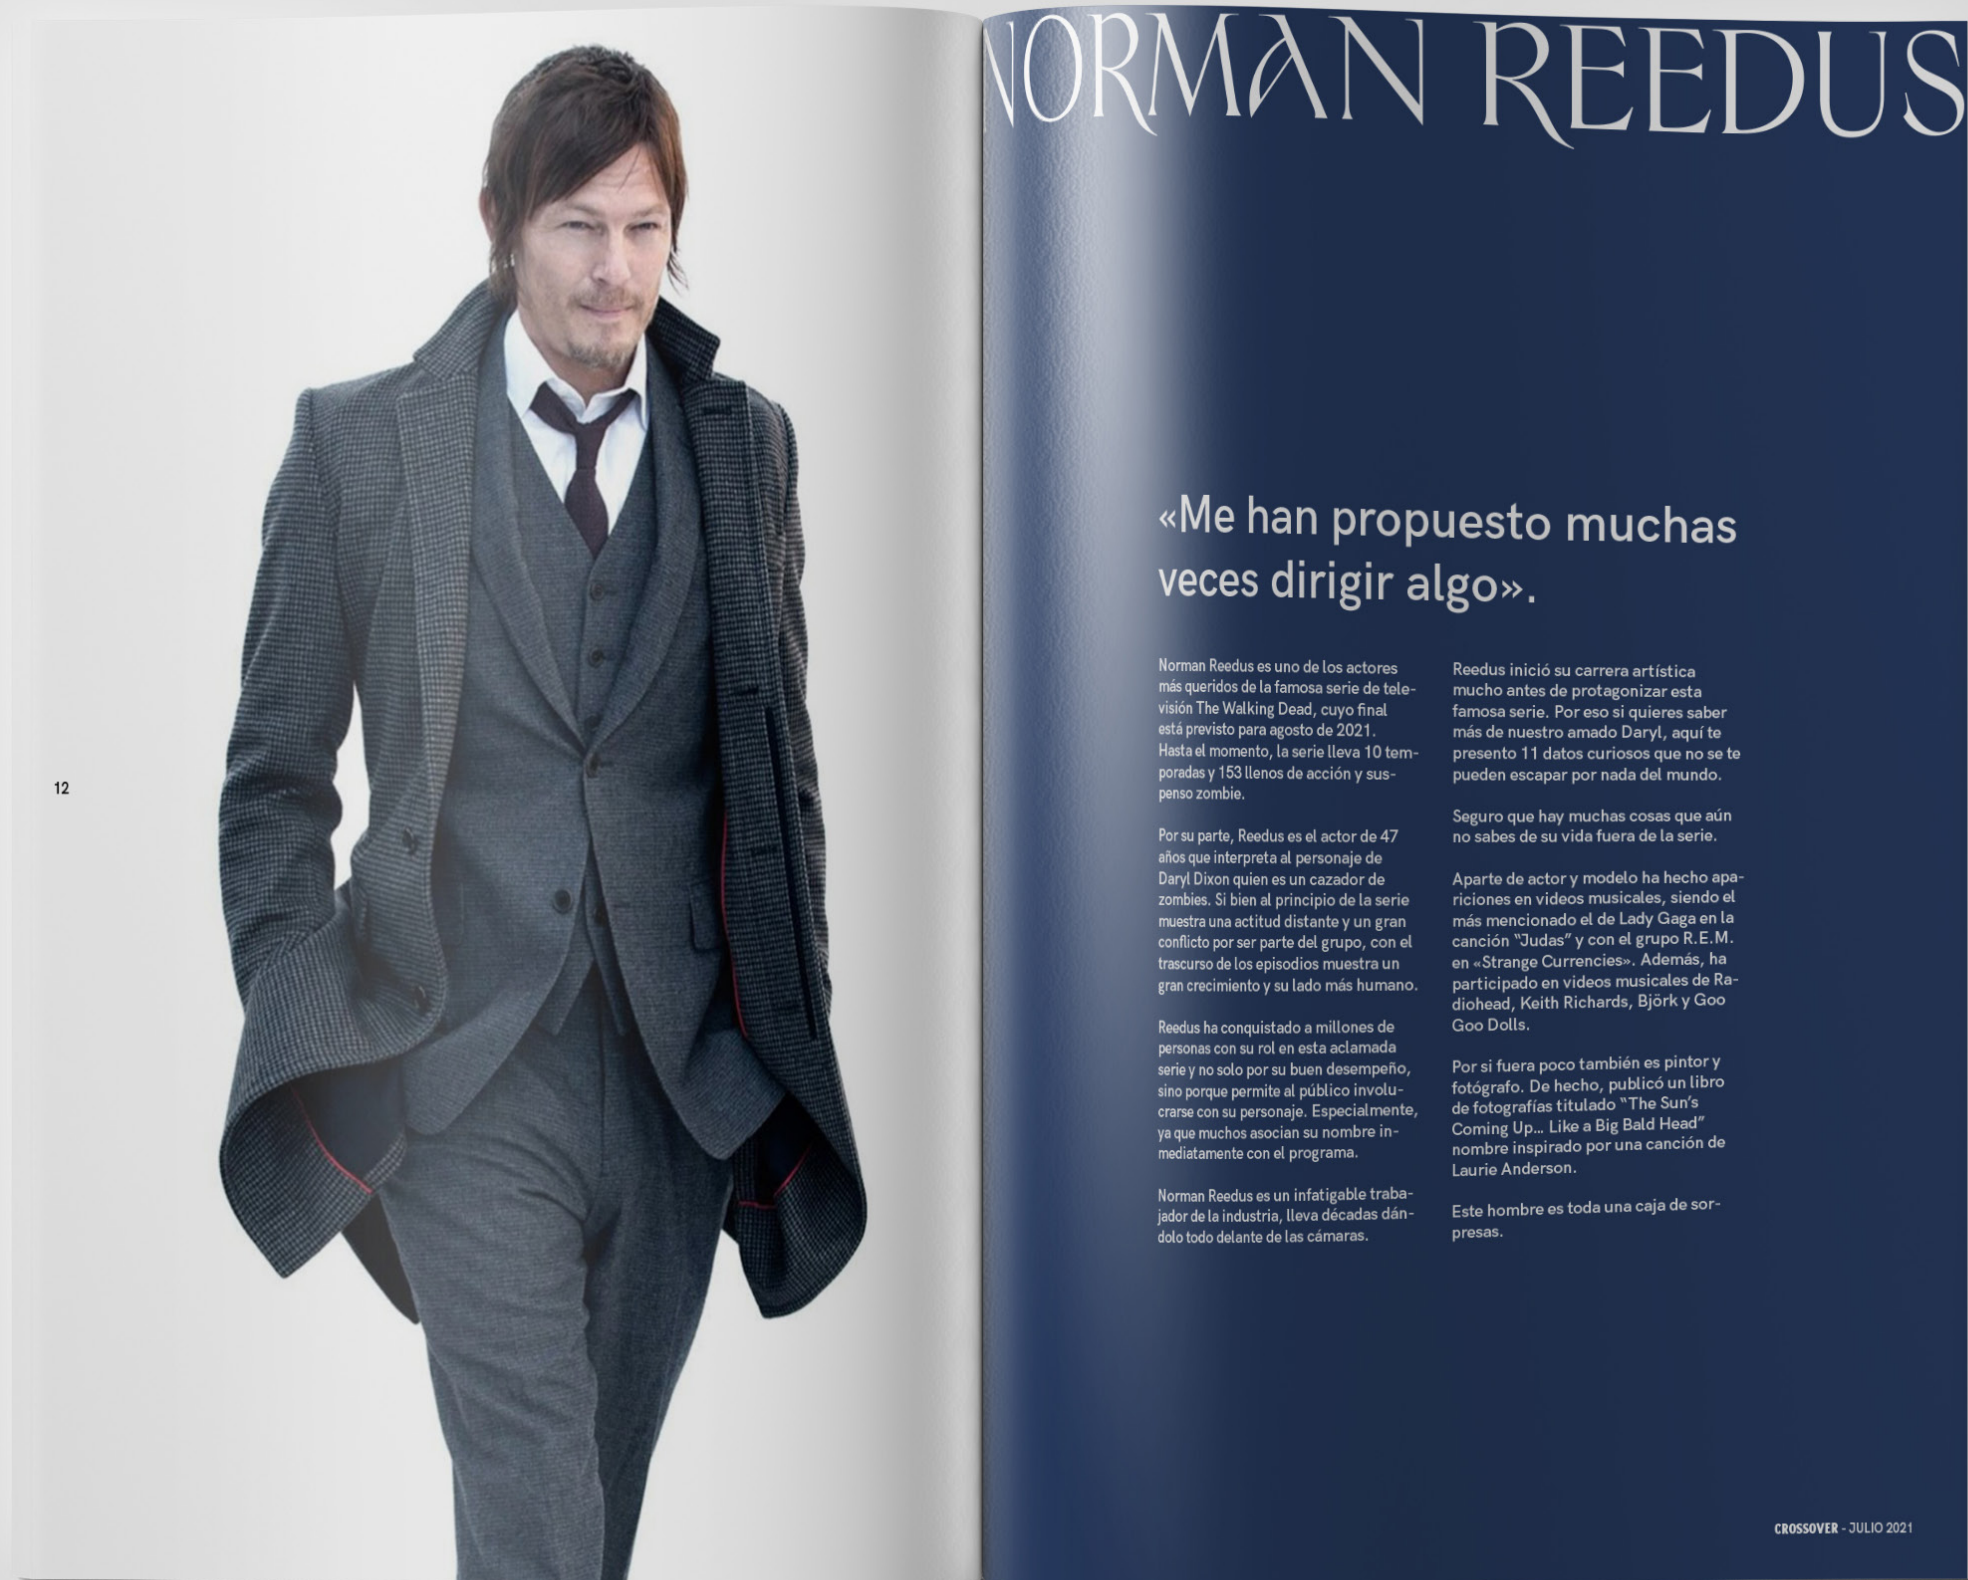 12
NORMAN REEDUS
«Me han propuesto muchas
veces dirigir algo».
Norman Reedus es uno de los actores
más queridos de la famosa serie de tele-
visión The Walking Dead, cuyo final
está previsto para agosto de 2021.
Hasta el momento, la serie lleva 10 tem-
poradas y 153 llenos de acción y sus-
penso zombie.
Por su parte, Reedus es el actor de 47
años que interpreta al personaje de
Daryl Dixon quien es un cazador de
zombies. Si bien al principio de la serie
muestra una actitud distante y un gran
conflicto por ser parte del grupo, con el
trascurso de los episodios muestra un
gran crecimiento y su lado más humano.
Reedus ha conquistado a millones de
personas con su rol en esta aclamada
serie y no solo por su buen desempeño,
sino porque permite al público involu-
crarse con su personaje. Especialmente,
ya que muchos asocian su nombre in-
mediatamente con el programa.
Norman Reedus es un infatigable traba-
jador de la industria, lleva décadas dán-
dolo todo delante de las cámaras.
Reedus inició su carrera artística
mucho antes de protagonizar esta
famosa serie. Por eso si quieres saber
más de nuestro amado Daryl, aquí te
presento 11 datos curiosos que no se te
pueden escapar por nada del mundo.
Seguro que hay muchas cosas que aún
no sabes de su vida fuera de la serie.
Aparte de actor y modelo ha hecho apa-
riciones en videos musicales, siendo el
más mencionado el de Lady Gaga en la
canción “Judas” y con el grupo R.E.M.
en «Strange Currencies». Además, ha
participado en videos musicales de Ra-
diohead, Keith Richards, Björk y Goo
Goo Dolls.
Por si fuera poco también es pintor y
fotógrafo. De hecho, publicó un libro
de fotografías titulado “The Sun’s
Coming Up… Like a Big Bald Head”
nombre inspirado por una canción de
Laurie Anderson.
Este hombre es toda una caja de sor-
presas.
CROSSOVER - JULIO 2021